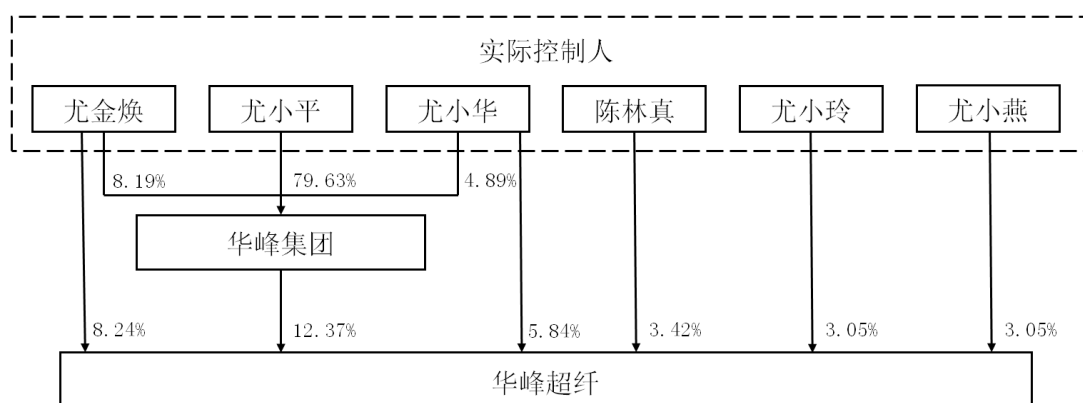 实际控制人
尤金焕 尤小平 尤小华 陈林真 尤小玲 尤小燕
8.19% 79.63% 4.89%
华峰集团
8.24% 12.37% 5.84% 3.42% 3.05% 3.05%
华峰超纤